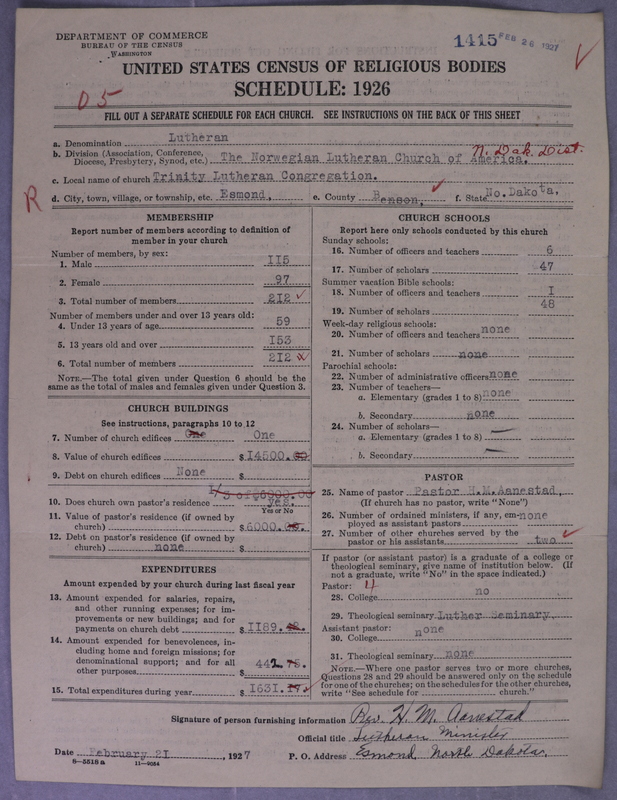 DEPARTMENT OF COMMERCE
BUREAU OF THE CENSUS
WASHINGTON
1415 FEB 26 1927
UNITED STATES CENSUS OF RELIGIOUS BODIES
SCHEDULE: 1926
D5
FILL OUT A SEPARATE SCHEDULE FOR EACH CHURCH. SEE INSTRUCTIONS ON THE BACK OF THIS SHEET
a. Denomination Lutheran
N. Dak Dist.
b. Division (Association, Conference, Diocese, Presbytery, Synod, etc.) The Norwegian Lutheran Church of America.
c. Local name of church Trinity Lutheran Congregation.
R
d. City, town, village, or township, etc. Esmond, e. County Benson, f. State No. Dakota,
MEMBERSHIP
Report number of members according to definition of
member in your church
Number of members, by sex:
1. Male 115
2. Female 97
3. Total number of members 212
Number of members under and over 13 years old:
4. Under 13 years of age 59
5. 13 years old and over 153
6. Total number of members 212
NOTE.—The total given under Question 6 should be the
same as the total of males and females given under Question 3.
CHURCH BUILDINGS
See instructions, paragraphs 10 to 12
7. Number of church edifices One One
8. Value of church edifices $14500.00
9. Debt on church edifices None $
1/3 of $6000.00
10. Does church own pastor's residence yes.
Yes or No
11. Value of pastor's residence (if owned by
church) $6000.00.
12. Debt on pastor's residence (if owned by
church) none $
EXPENDITURES
Amount expended by your church during last fiscal year
13. Amount expended for salaries, repairs,
and other running expenses; for im-
provements or new buildings; and for
payments on church debt $1189.
14. Amount expended for benevolences, in-
cluding home and foreign missions; for
denominational support; and for all
other purposes $ 442
15. Total expenditures during year $1631.
CHURCH SCHOOLS
Report here only schools conducted by this church
Sunday schools:
16. Number of officers and teachers 6
17. Number of scholars 47
Summer vacation Bible schools:
18. Number of officers and teachers 1
19. Number of scholars 48
Week-day religious schools:
20. Number of officers and teachers none
21. Number of scholars none
Parochial schools:
22. Number of administrative officers none
23. Number of teachers—
a. Elementary (grades 1 to 8) none
b. Secondary none
24. Number of scholars—
a. Elementary (grades 1 to 8) —
b. Secondary —
PASTOR
25. Name of pastor Pastor H.M.Aanestad,
(If church has no pastor, write "None")
26. Number of ordained ministers, if any, em-
ployed as assistant pastors none
27. Number of other churches served by the
pastor or his assistants two
If pastor (or assistant pastor) is a graduate of a college or
theological seminary, give name of institution below. (If
not a graduate, write "No" in the space indicated.)
Pastor: 4
28. College no
29. Theological seminary Luther Seminary
Assistant pastor:
30. College none
31. Theological seminary none
NOTE.—Where one pastor serves two or more churches,
Questions 28 and 29 should be answered only on the schedule
for one of the churches; on the schedules for the other churches,
write "See schedule for ______ church."
Signature of person furnishing information Rev. H. M. Aanestad
Official title Lutheran Minister
Date February 21, 1927 P. O. Address Esmond, North Dakota.
8—5518 a 11—9034